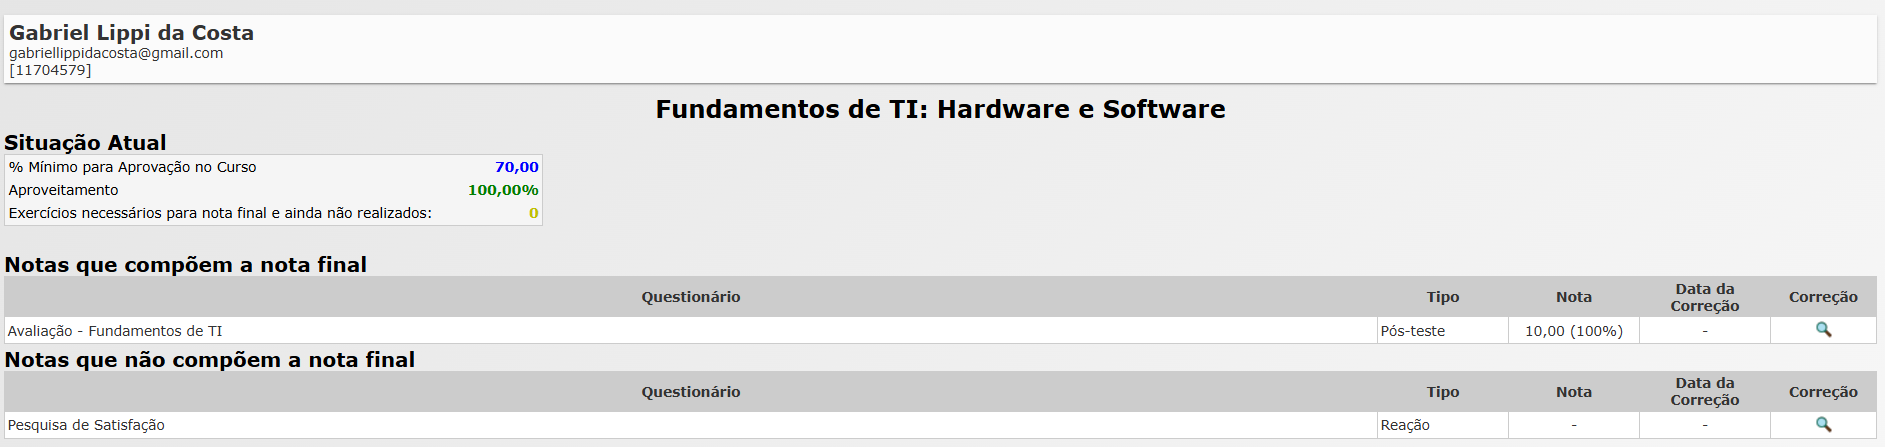 Gabriel Lippi da Costa
gabriellippidacosta@gmail.com
[11704579]
Fundamentos de TI: Hardware e Software
Situação Atual
% Mínimo para Aprovação no Curso 70,00
Aproveitamento 100,00%
Exercícios necessários para nota final e ainda não realizados: 0
Notas que compõem a nota final
Questionário Tipo Nota Data da Correção Correção
Avaliação - Fundamentos de TI Pós-teste 10,00 (100%) -
Notas que não compõem a nota final
Questionário Tipo Nota Data da Correção Correção
Pesquisa de Satisfação Reação - -